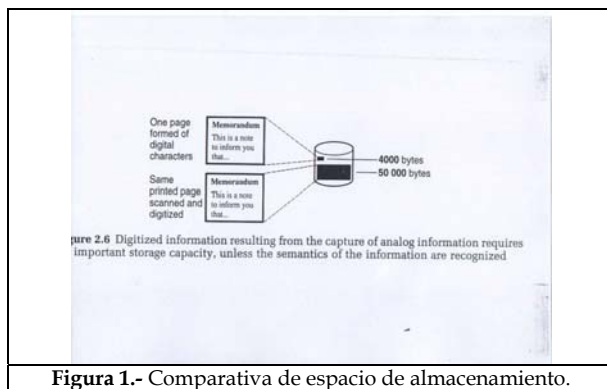 One page
formed of
digital
characters
Memorandum
This is a note
to inform you
that...
4000 bytes
50 000 bytes
Same
printed page
scanned and
digitized
Memorandum
This is a note
to inform you
that...
gure 2.6 Digitized information resulting from the capture of analog information requires
important storage capacity, unless the semantics of the information are recognized
Figura 1.- Comparativa de espacio de almacenamiento.